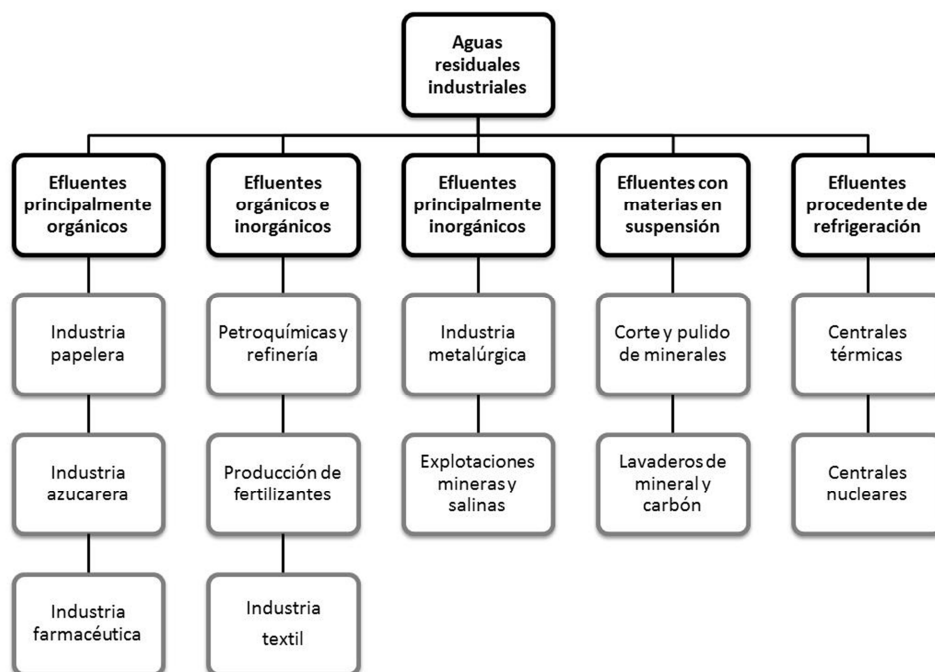 Aguas
residuales
industriales
Efluentes
principalmente
orgánicos
Efluentes
orgánicos e
inorgánicos
Efluentes
principalmente
inorgánicos
Efluentes con
materias en
suspensión
Efluentes
procedente de
refrigeración
Industria
papelera
Petroquímicas y
refinería
Industria
metalúrgica
Corte y pulido
de minerales
Centrales
térmicas
Industria
azucarera
Producción de
fertilizantes
Explotaciones
mineras y
salinas
Lavaderos de
mineral y
carbón
Centrales
nucleares
Industria
farmacéutica
Industria
textil